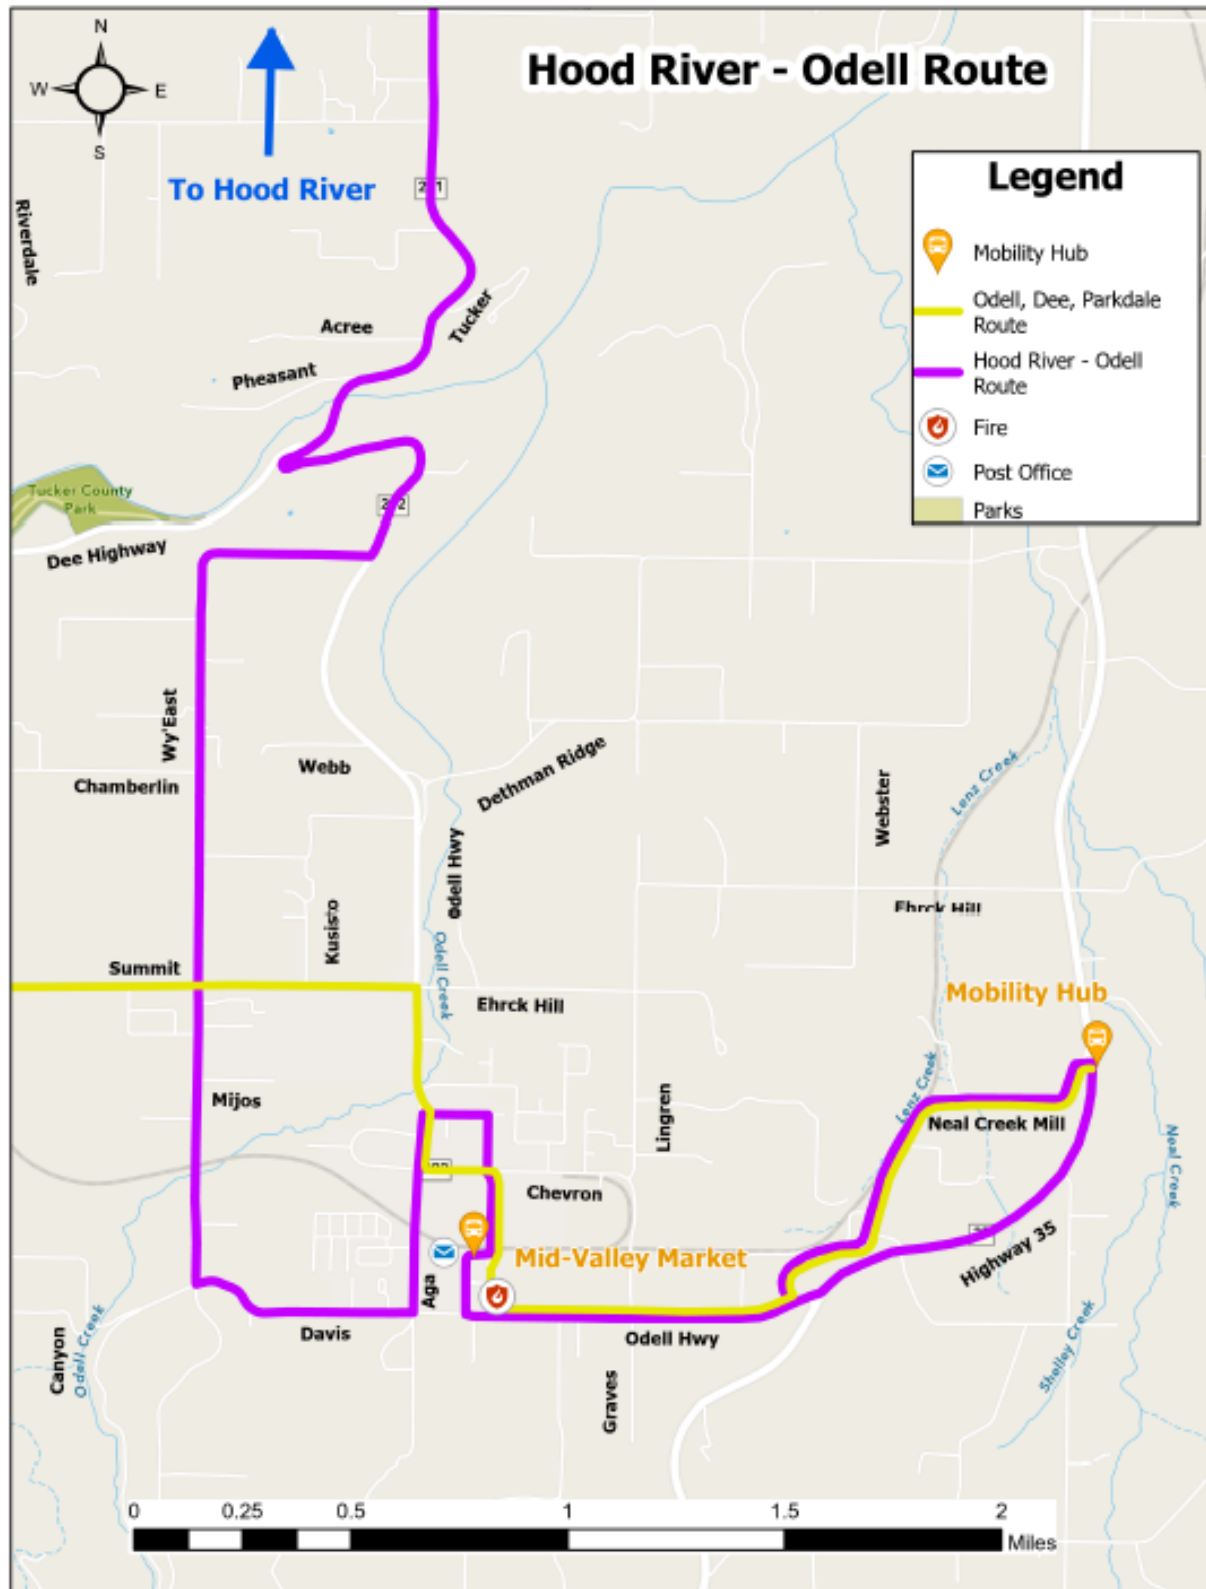 Hood River - Odell Route
N
W
E
S
To Hood River
Legend
Mobility Hub
Odell, Dee, Parkdale
Route
Hood River - Odell
Route
Fire
Post Office
Parks
Riverdale
Tucker
Acree
Pheasant
Tucker County
Park
Dee Highway
Wy'East
Chamberlin
Webb
Dethman Ridge
Odell Hwy
Webster
Lenz Creek
Kusisto
Odell Creek
Ehrck Hill
Summit
Ehrck Hill
Mobility Hub
Mijos
Lingren
Lenz Creek
Neal Creek Mill
Neal Creek
Chevron
Highway 35
Mid-Valley Market
Aga
Davis
Odell Hwy
Canyon
Odell Creek
Graves
Shelley Creek
0
0.25
0.5
1
1.5
2
Miles